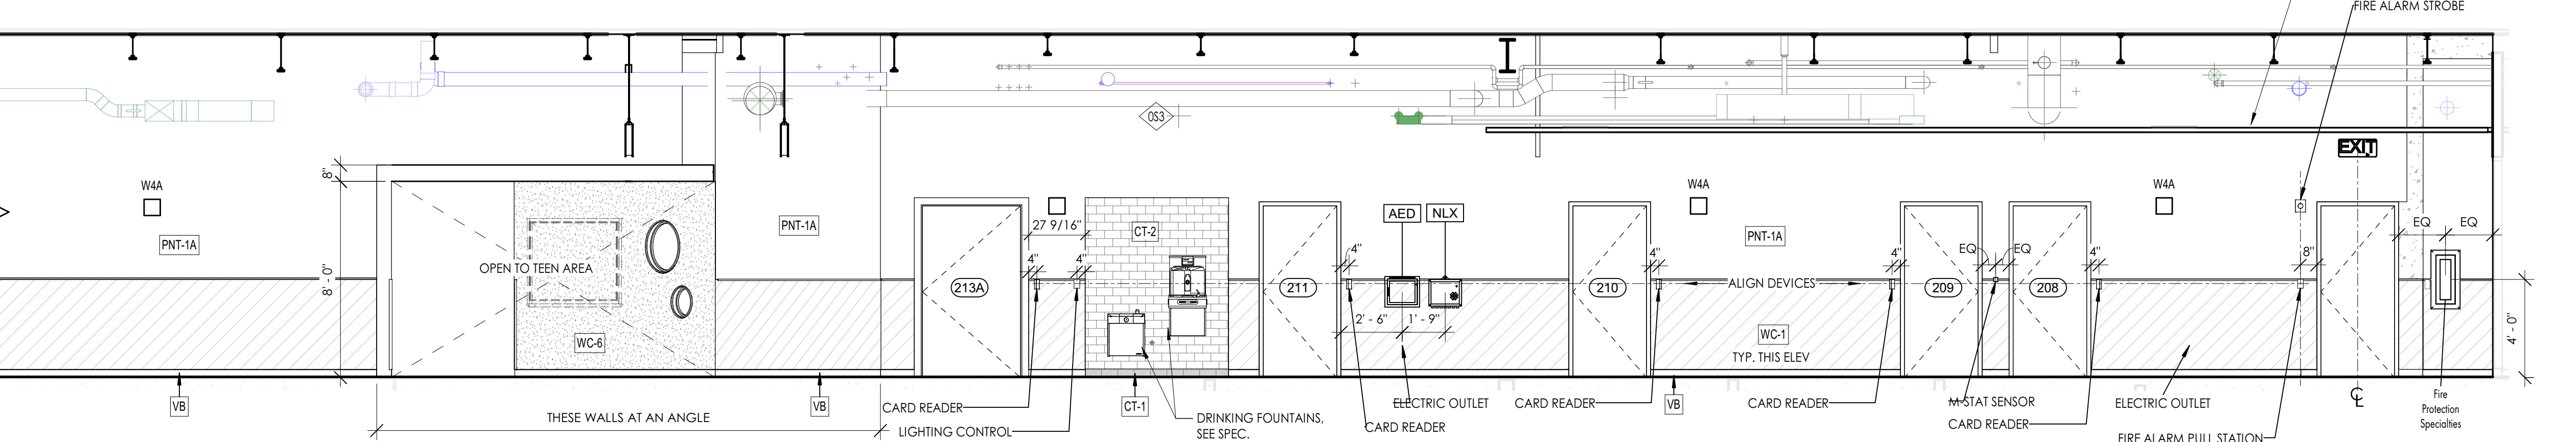 FIRE ALARM STROBE
OS3
EXIT
8"
W4A
W4A
W4A
AED
NLX
PNT-1A
PNT-1A
27 9/16"
CT-2
PNT-1A
EQ
EQ
OPEN TO TEEN AREA
8' - 0"
4"
4"
4"
4"
4"
EQ
EQ
4"
8"
213A
211
210
ALIGN DEVICES
209
208
2' - 6"
1' - 9"
WC-6
WC-1
TYP. THIS ELEV
4' - 0"
VB
THESE WALLS AT AN ANGLE
VB
CARD READER
LIGHTING CONTROL
CT-1
DRINKING FOUNTAINS,
SEE SPEC.
ELECTRIC OUTLET
CARD READER
CARD READER
VB
CARD READER
M-STAT SENSOR
CARD READER
ELECTRIC OUTLET
FIRE ALARM PULL STATION
CL
Fire
Protection
Specialties